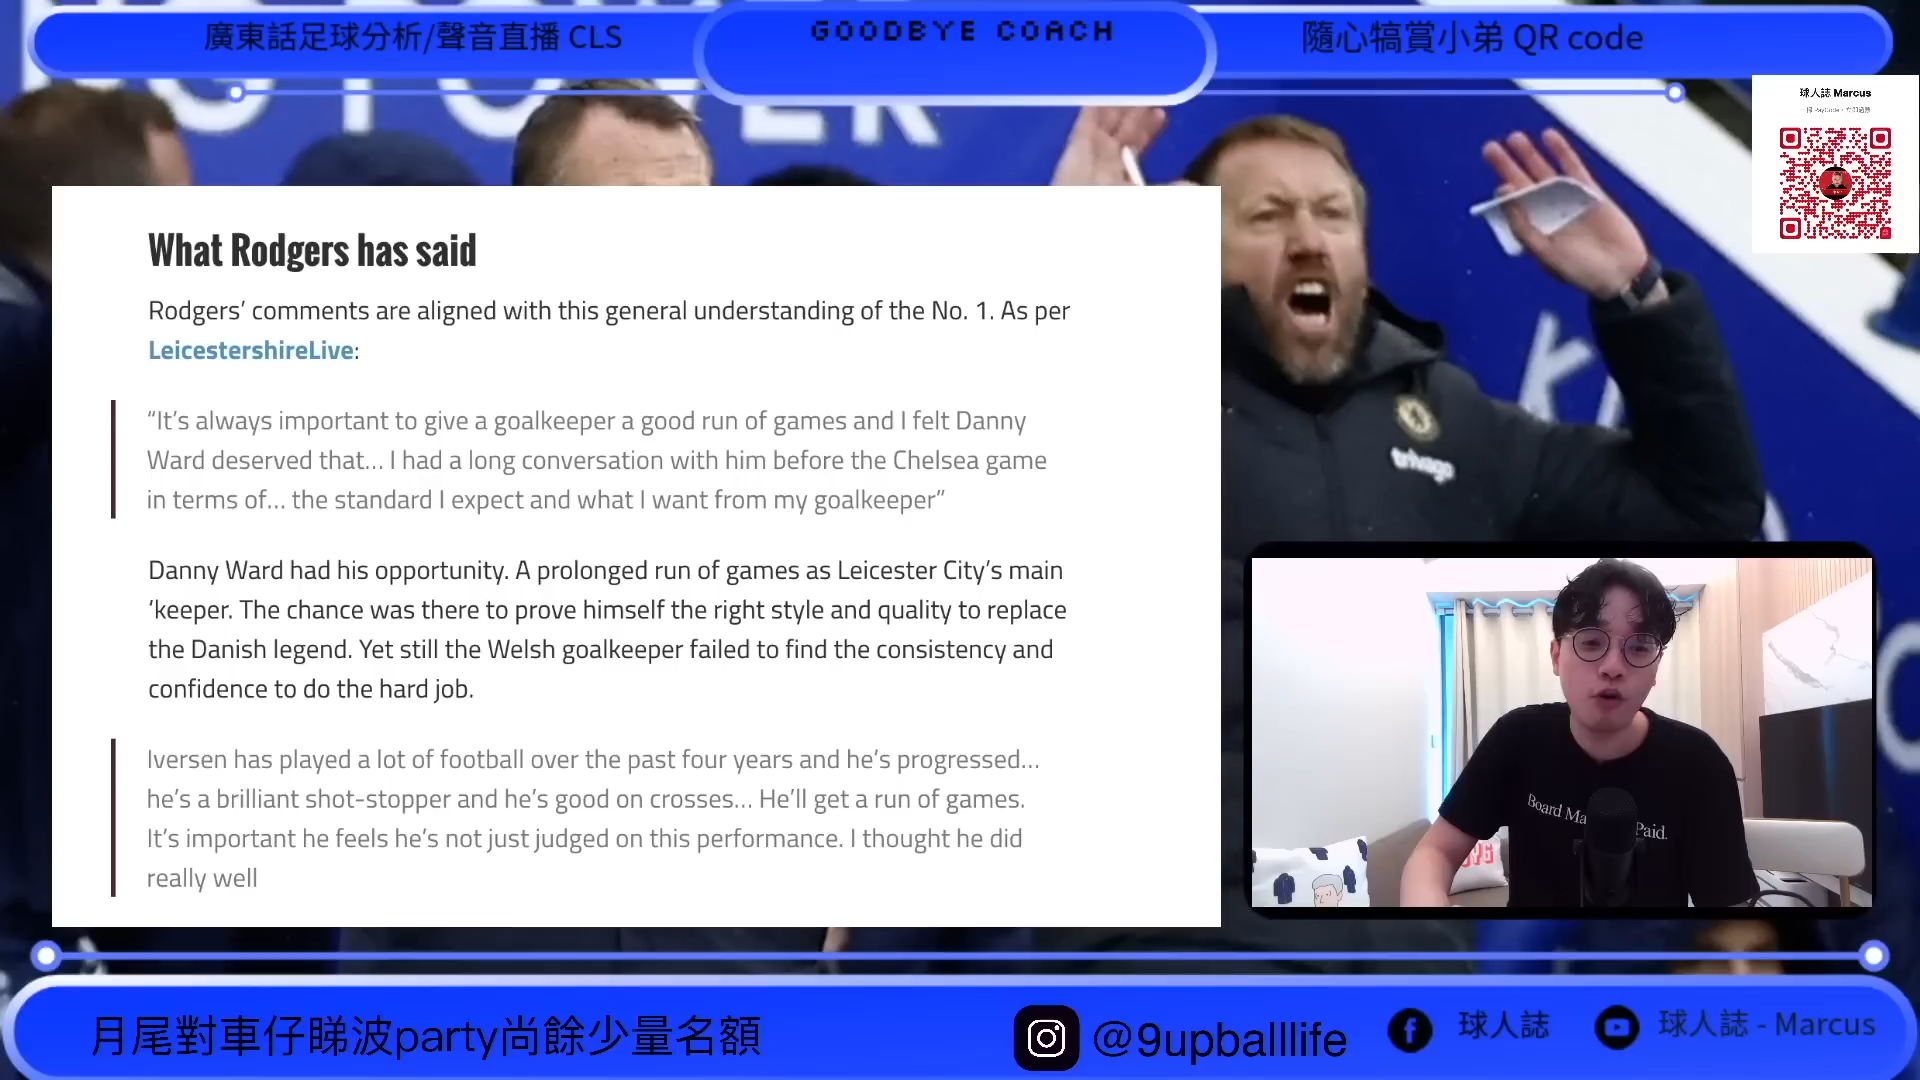 廣東話足球分析/聲音直播 CLS
GOODBYE COACH
隨心犒賞小弟 QR code
球人誌 Marcus
What Rodgers has said
Rodgers’ comments are aligned with this general understanding of the No. 1. As per
LeicestershireLive:
“It’s always important to give a goalkeeper a good run of games and I felt Danny
Ward deserved that… I had a long conversation with him before the Chelsea game
in terms of… the standard I expect and what I want from my goalkeeper”
Danny Ward had his opportunity. A prolonged run of games as Leicester City’s main
‘keeper. The chance was there to prove himself the right style and quality to replace
the Danish legend. Yet still the Welsh goalkeeper failed to find the consistency and
confidence to do the hard job.
Iversen has played a lot of football over the past four years and he’s progressed…
he’s a brilliant shot-stopper and he’s good on crosses… He’ll get a run of games.
It’s important he feels he’s not just judged on this performance. I thought he did
really well
trivago
Board Ma
Paid.
月尾對車仔睇波party尚餘少量名額
@9upballlife
球人誌
球人誌 - Marcus